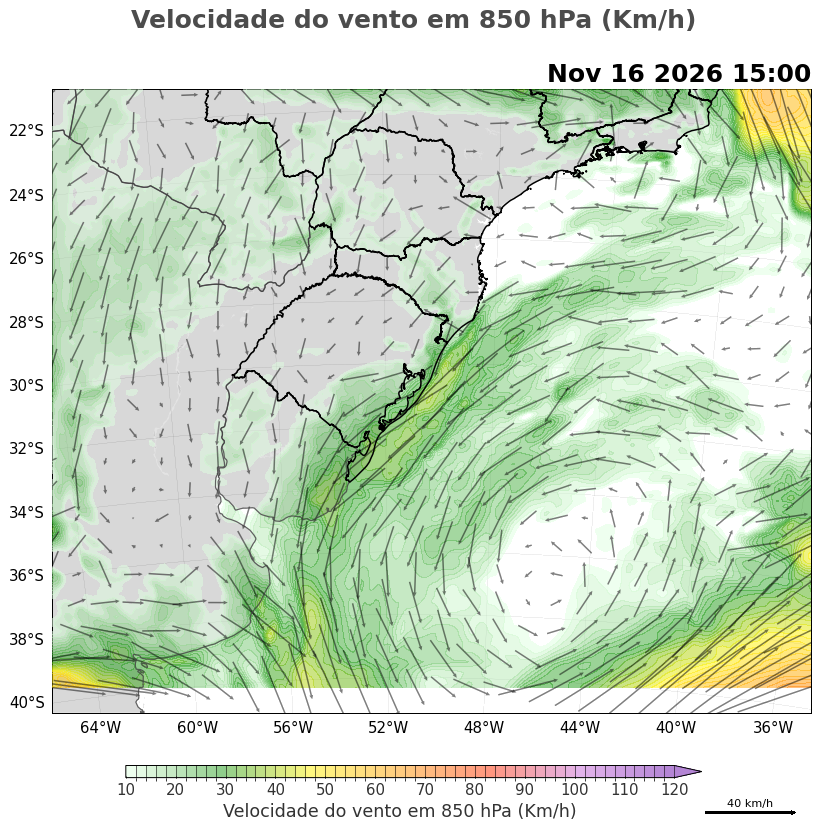 Velocidade do vento em 850 hPa (Km/h)
Nov 16 2026 15:00
22°S
24°S
26°S
28°S
30°S
32°S
34°S
36°S
38°S
40°S
64°W 60°W 56°W 52°W 48°W 44°W 40°W 36°W
10 20 30 40 50 60 70 80 90 100 110 120
Velocidade do vento em 850 hPa (Km/h)
40 km/h